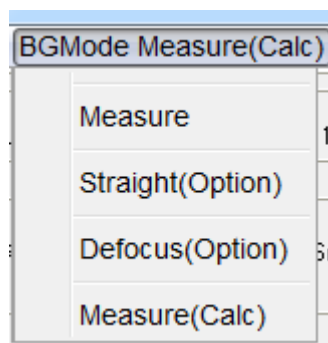 BGMode Measure(Calc)
Measure
Straight(Option)
Defocus(Option)
Measure(Calc)